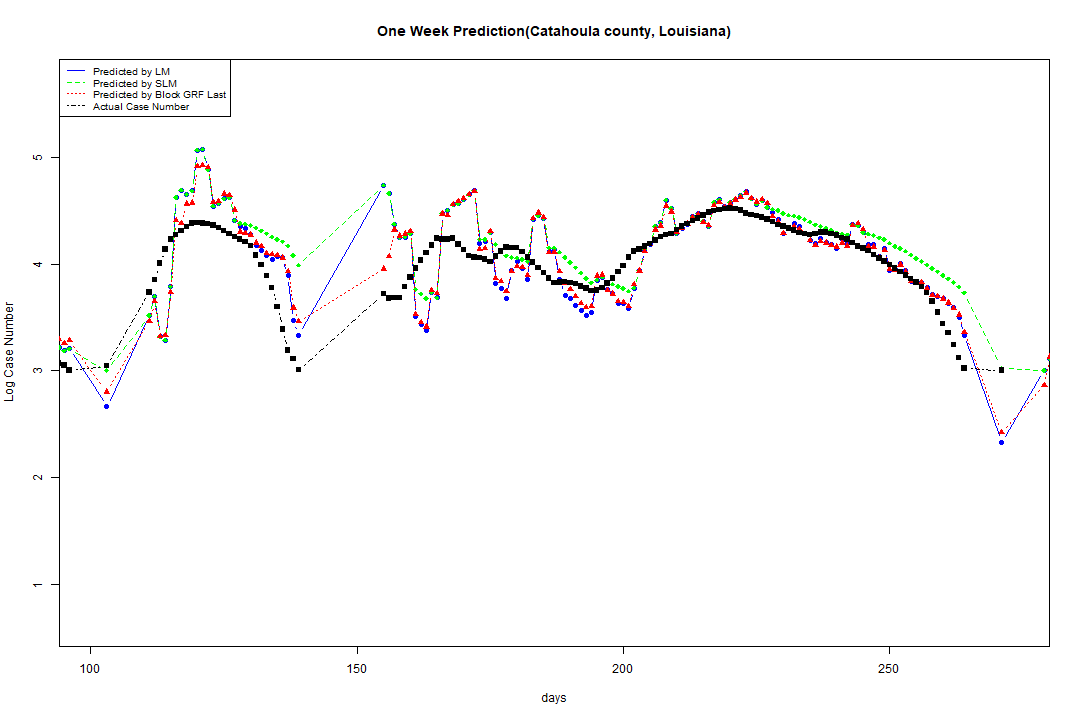 One Week Prediction(Catahoula county, Louisiana)
Predicted by LM
Predicted by SLM
Predicted by Block GRF Last
Actual Case Number
Log Case Number
5
4
3
2
1
100 150 200 250
days